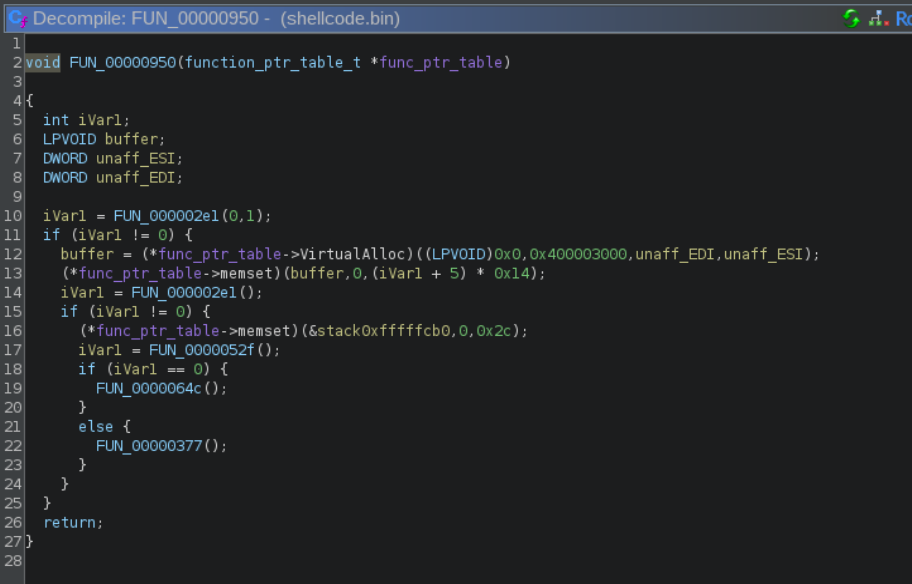 Decompile: FUN_00000950 - (shellcode.bin)
1
2 void FUN_00000950(function_ptr_table_t *func_ptr_table)
3
4 {
5 int iVar1;
6 LPVOID buffer;
7 DWORD unaff_ESI;
8 DWORD unaff_EDI;
9
10 iVar1 = FUN_000002e1(0,1);
11 if (iVar1 != 0) {
12 buffer = (*func_ptr_table->VirtualAlloc)((LPVOID)0x0,0x400003000,unaff_EDI,unaff_ESI);
13 (*func_ptr_table->memset)(buffer,0,(iVar1 + 5) * 0x14);
14 iVar1 = FUN_000002e1();
15 if (iVar1 != 0) {
16 (*func_ptr_table->memset)(&stack0xfffffcb0,0,0x2c);
17 iVar1 = FUN_0000052f();
18 if (iVar1 == 0) {
19 FUN_0000064c();
20 }
21 else {
22 FUN_00000377();
23 }
24 }
25 }
26 return;
27 }
28